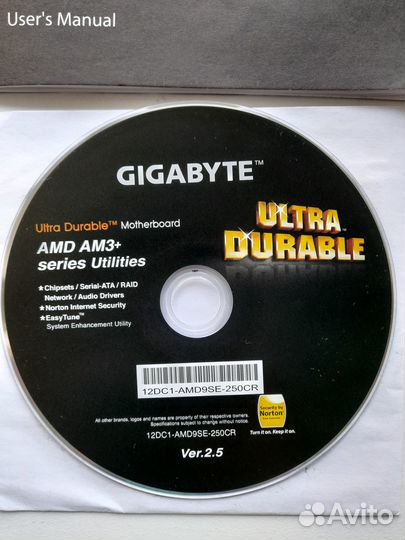 User's Manual
GIGABYTE™
Ultra Durable™ Motherboard
AMD AM3+
series Utilities
ULTRA
DURABLE™
★Chipsets / Serial-ATA / RAID
Network / Audio Drivers
★Norton Internet Security
★EasyTune™
System Enhancement Utility
12DC1-AMD9SE-250CR
All other brands, logos and names are property of their respective owners.
Specifications subject to change without notice.
12DC1-AMD9SE-250CR
Ver.2.5
Security by
Norton
Turn it on. Keep it on.
Avito